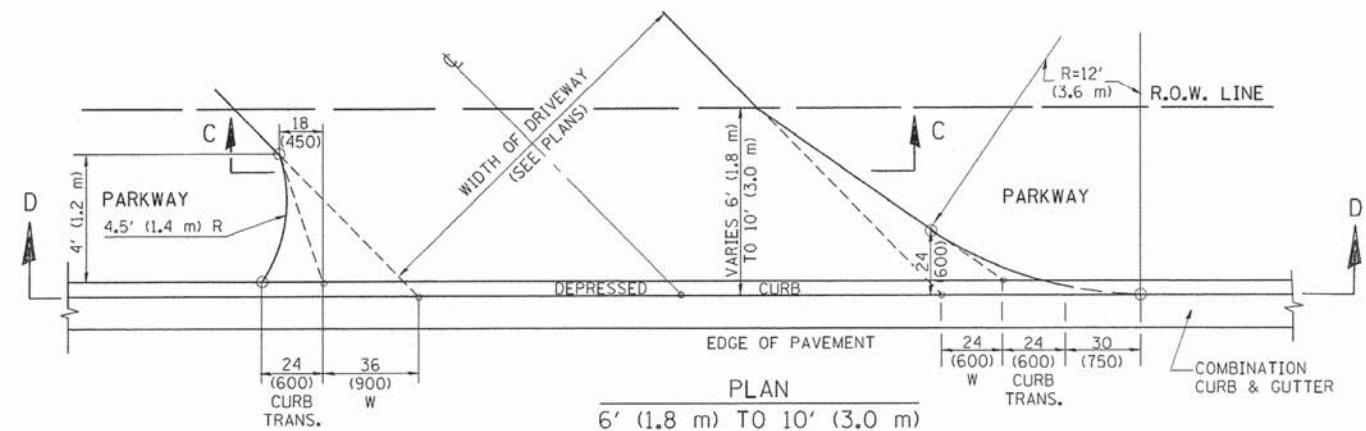 R=12'
(3.6 m)
R.O.W. LINE
℄
WIDTH OF DRIVEWAY
(SEE PLANS)
C
18
(450)
C
PARKWAY
4.5' (1.4 m) R
4' (1.2 m)
D
VARIES 6' (1.8 m)
TO 10' (3.0 m)
PARKWAY
24
(600)
D
DEPRESSED CURB
EDGE OF PAVEMENT
24
(600)
CURB
TRANS.
36
(900)
W
24
(600)
W
24
(600)
CURB
TRANS.
30
(750)
COMBINATION
CURB & GUTTER
PLAN
6' (1.8 m) TO 10' (3.0 m)